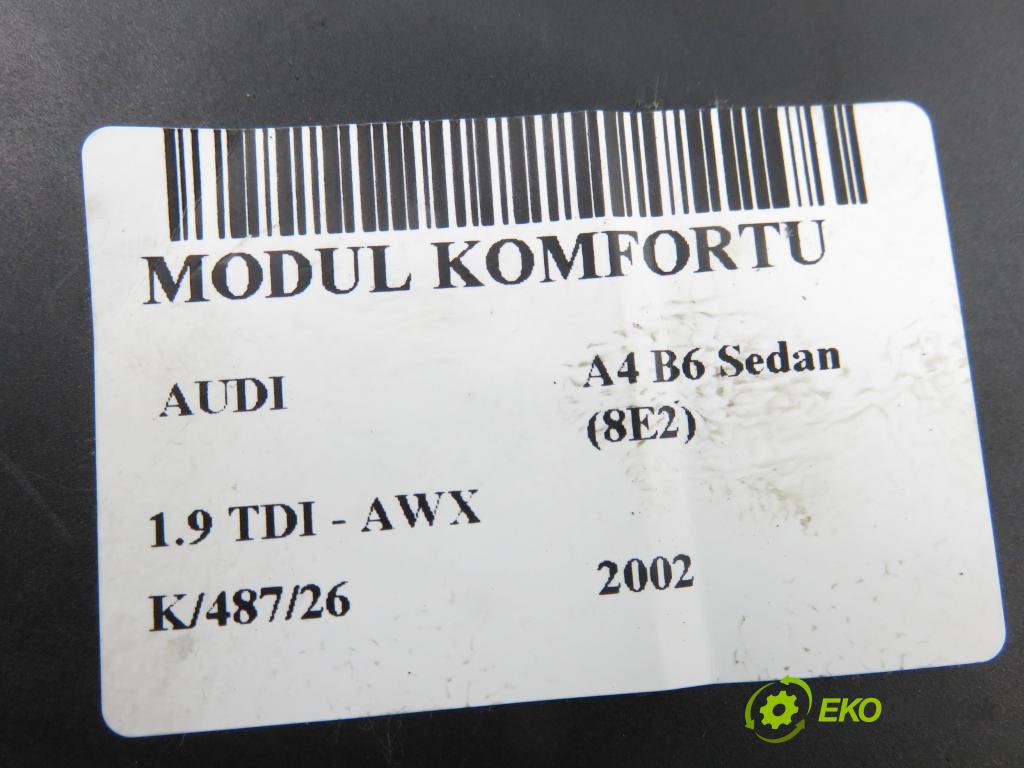 MODUL KOMFORTU
AUDI
A4 B6 Sedan
(8E2)
1.9 TDI - AWX
K/487/26
2002
EKO